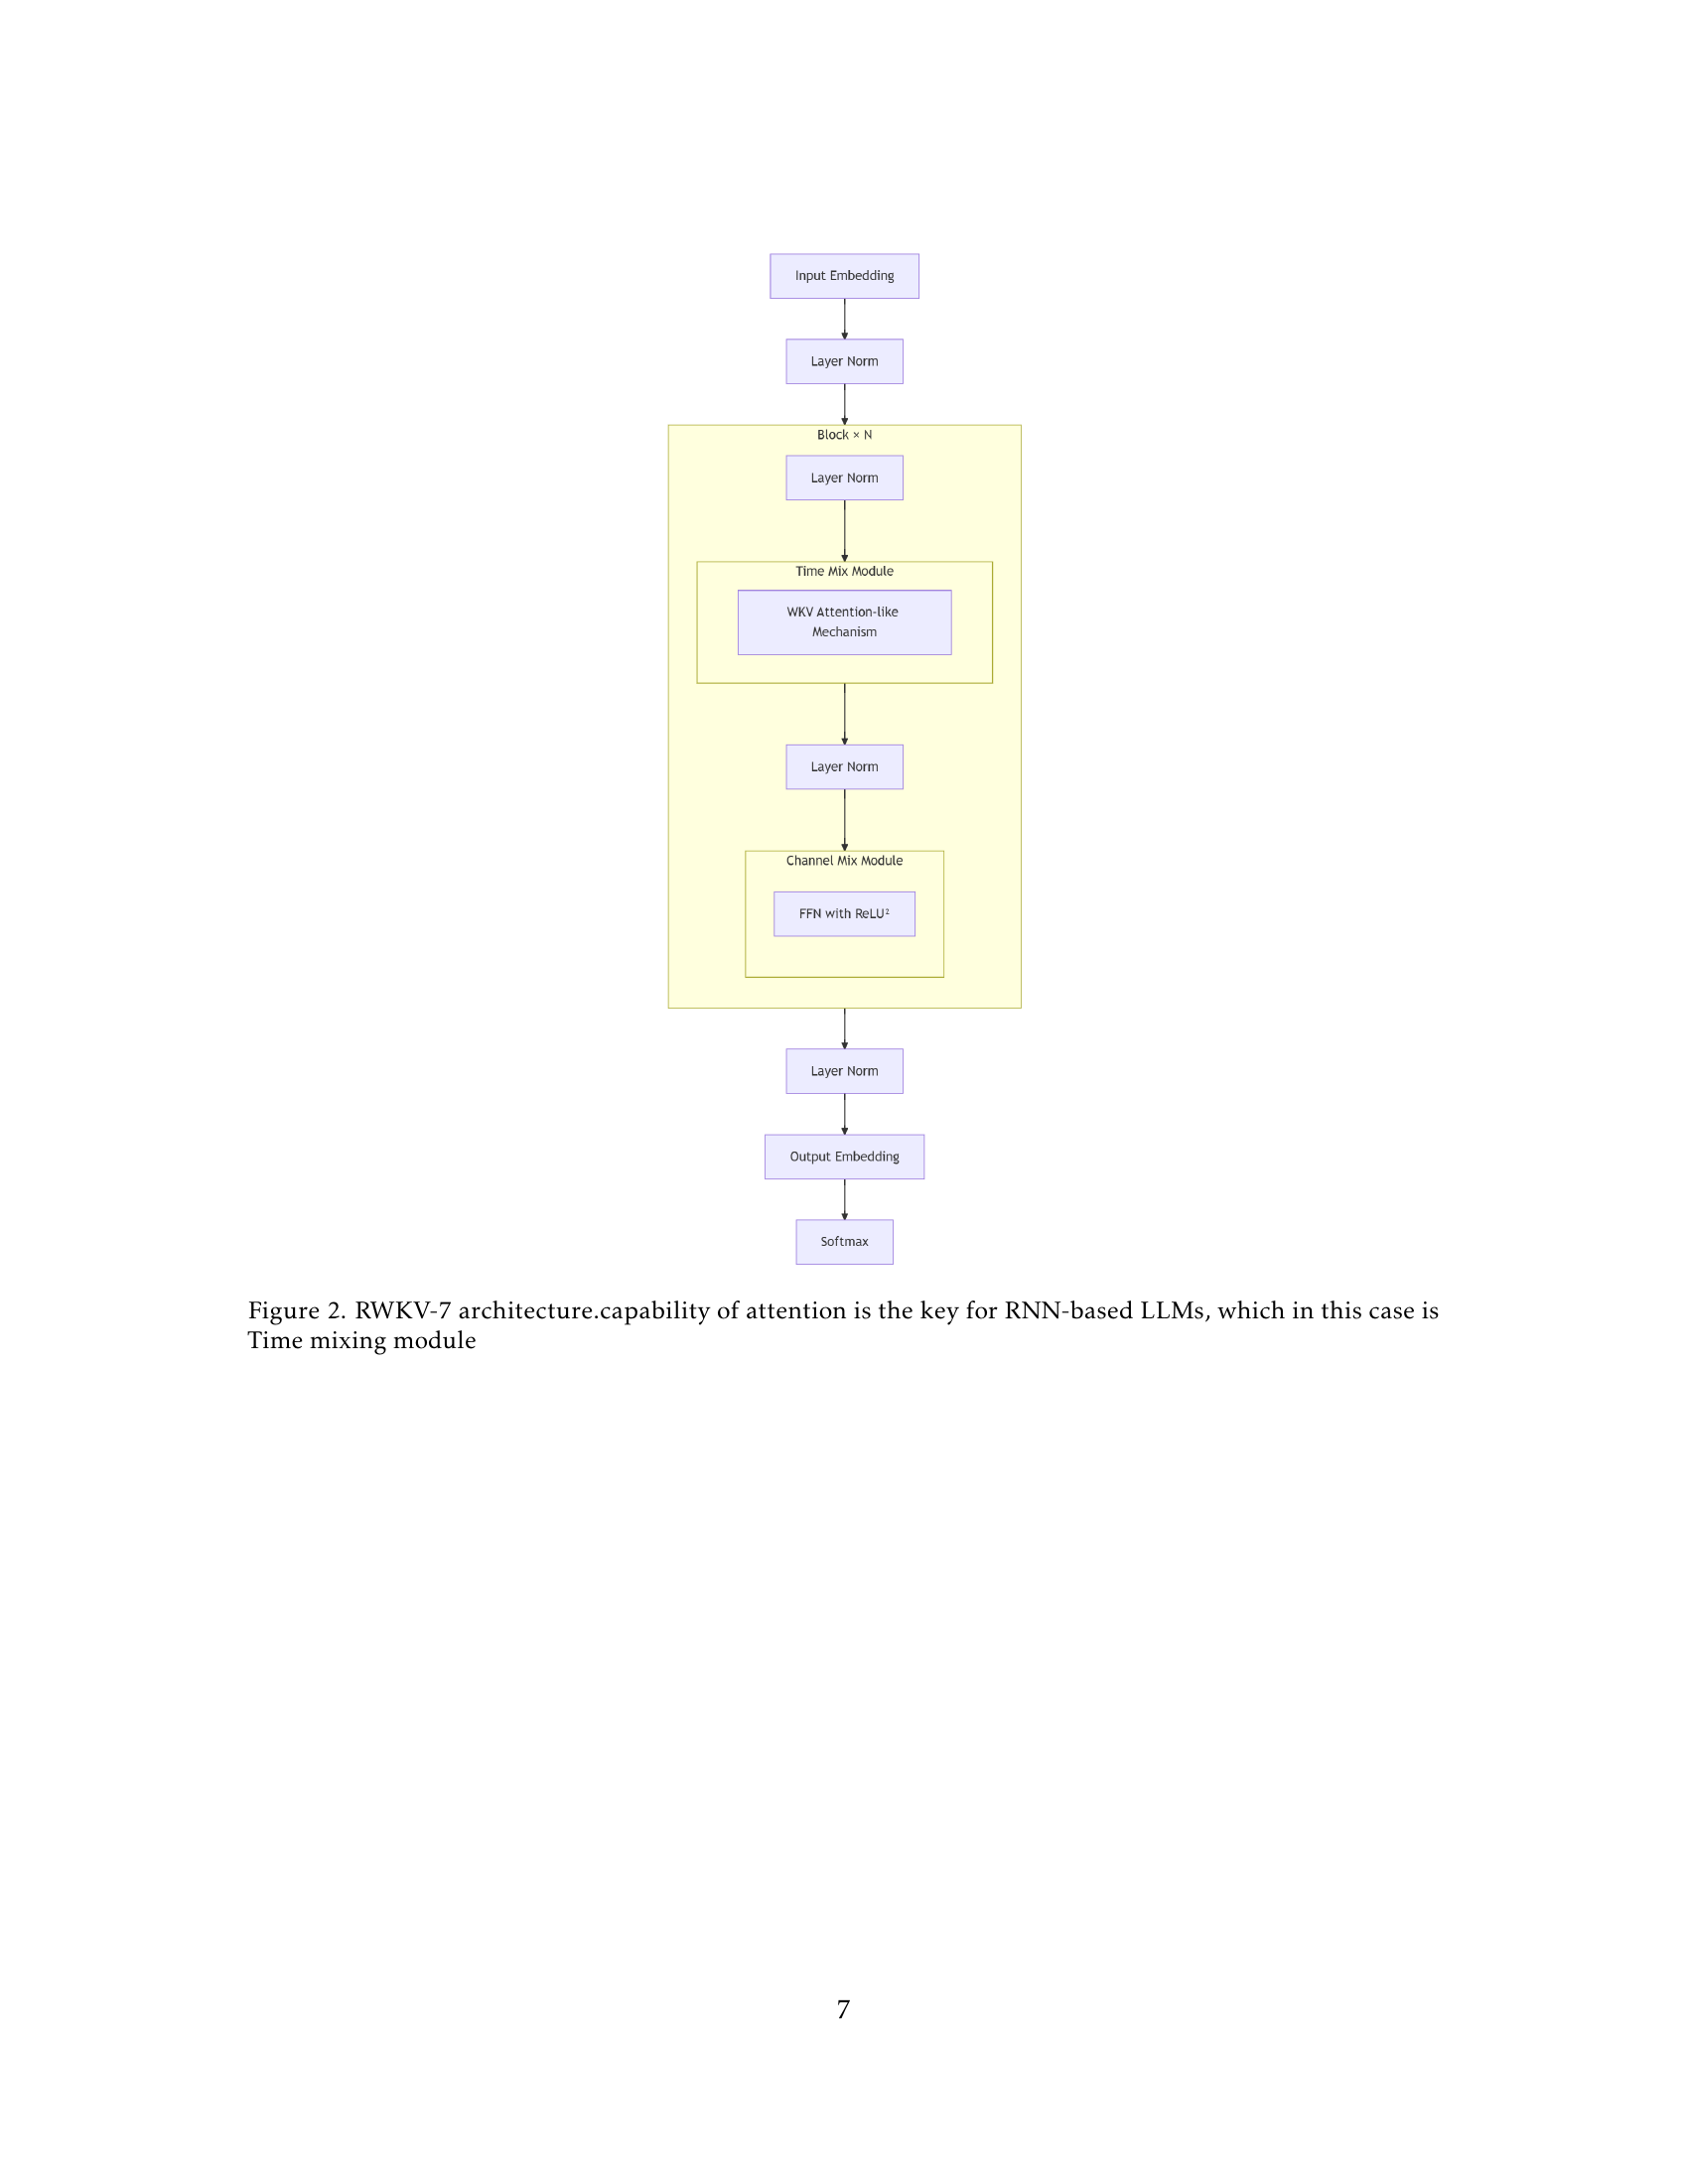 Input Embedding
Layer Norm
Block × N
Layer Norm
Time Mix Module
WKV Attention-like
Mechanism
Layer Norm
Channel Mix Module
FFN with ReLU²
Layer Norm
Output Embedding
Softmax
Figure 2. RWKV-7 architecture.capability of attention is the key for RNN-based LLMs, which in this case is
Time mixing module
7